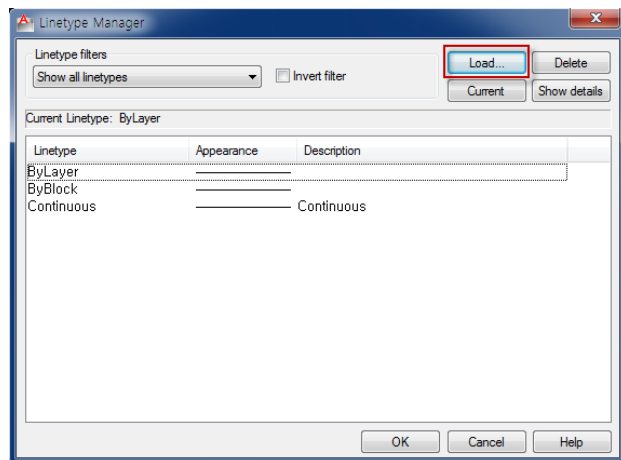 Linetype Manager
Linetype filters
Show all linetypes
Invert filter
Load...
Delete
Current
Show details
Current Linetype: ByLayer
Linetype Appearance Description
ByLayer
ByBlock
Continuous Continuous
OK Cancel Help